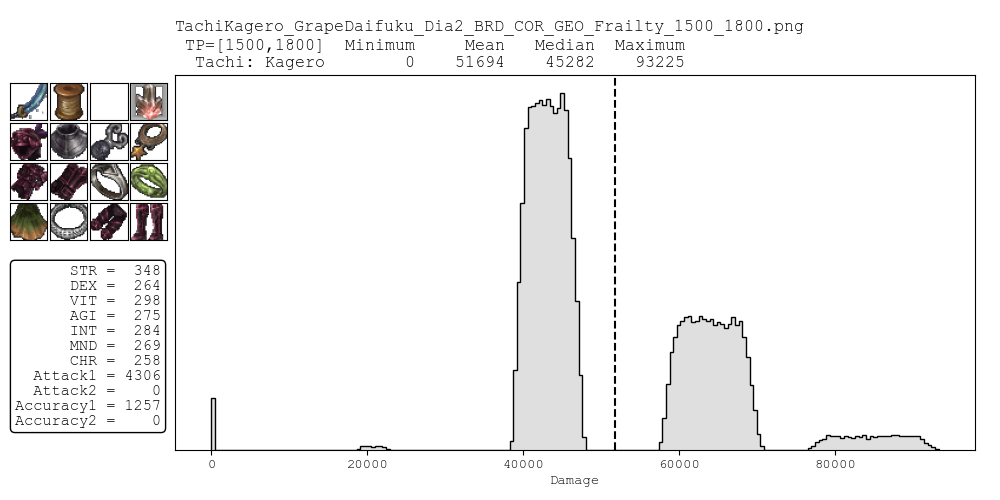 TachiKagero_GrapeDaifuku_Dia2_BRD_COR_GEO_Frailty_1500_1800.png
TP=[1500,1800] Minimum Mean Median Maximum
Tachi: Kagero 0 51694 45282 93225
STR = 348
DEX = 264
VIT = 298
AGI = 275
INT = 284
MND = 269
CHR = 258
Attack1 = 4306
Attack2 = 0
Accuracy1 = 1257
Accuracy2 = 0
0 20000 40000 60000 80000
Damage